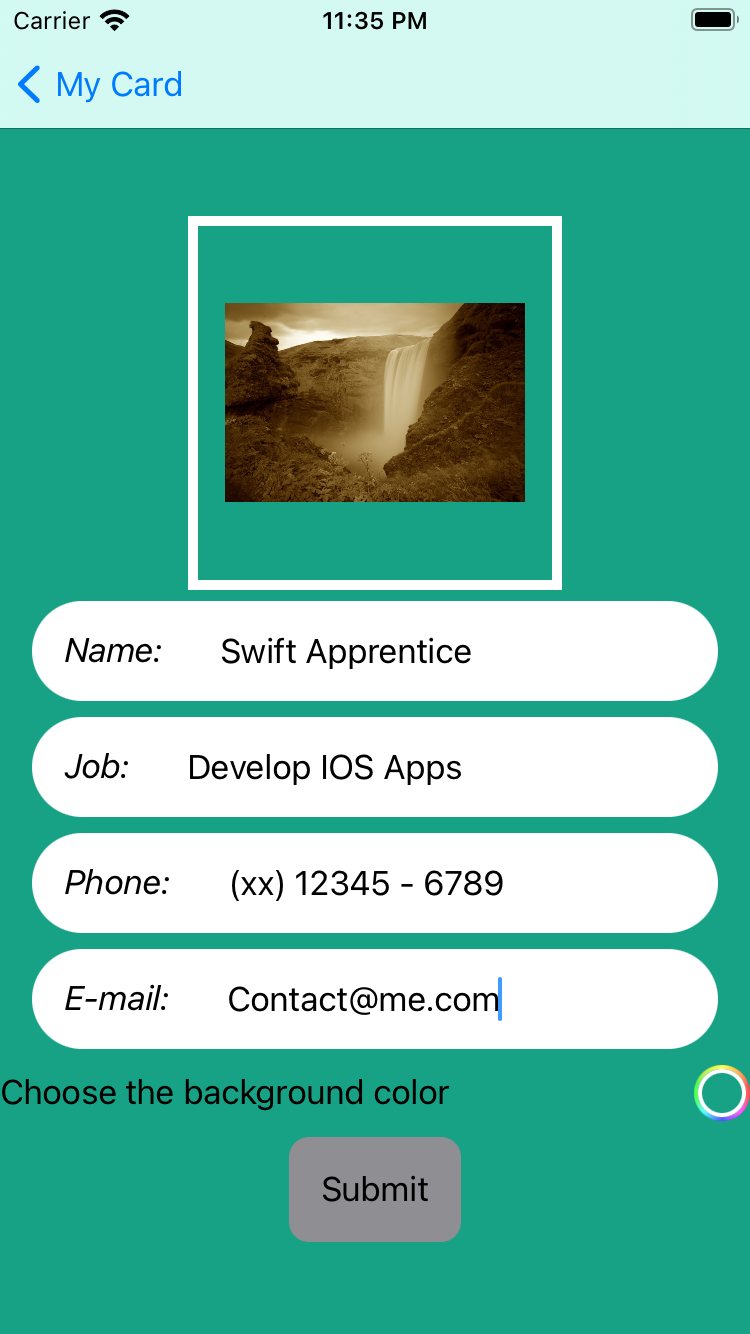 Carrier 11:35 PM
My Card
Name: Swift Apprentice
Job: Develop IOS Apps
Phone: (xx) 12345 - 6789
E-mail: Contact@me.com
Choose the background color
Submit